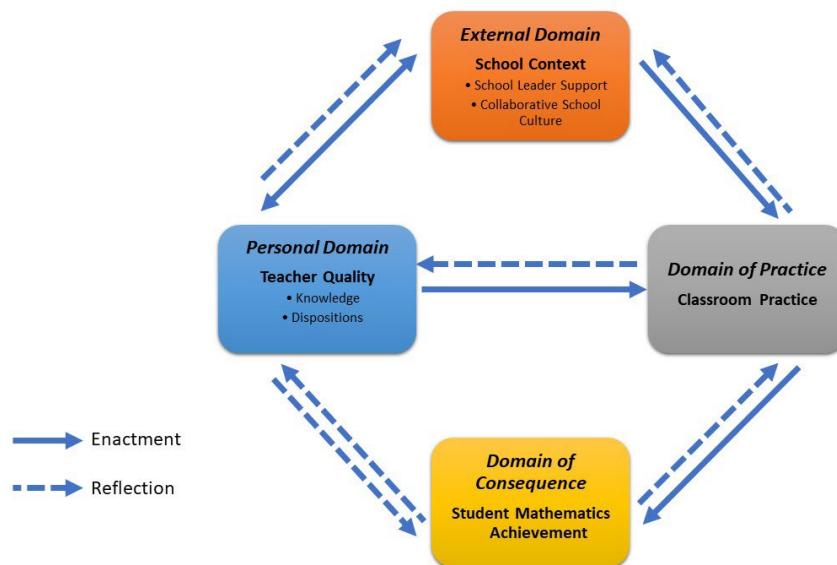 External Domain
School Context
• School Leader Support
• Collaborative School
Culture
Personal Domain
Teacher Quality
• Knowledge
• Dispositions
Domain of Practice
Classroom Practice
Domain of
Consequence
Student Mathematics
Achievement
Enactment
Reflection